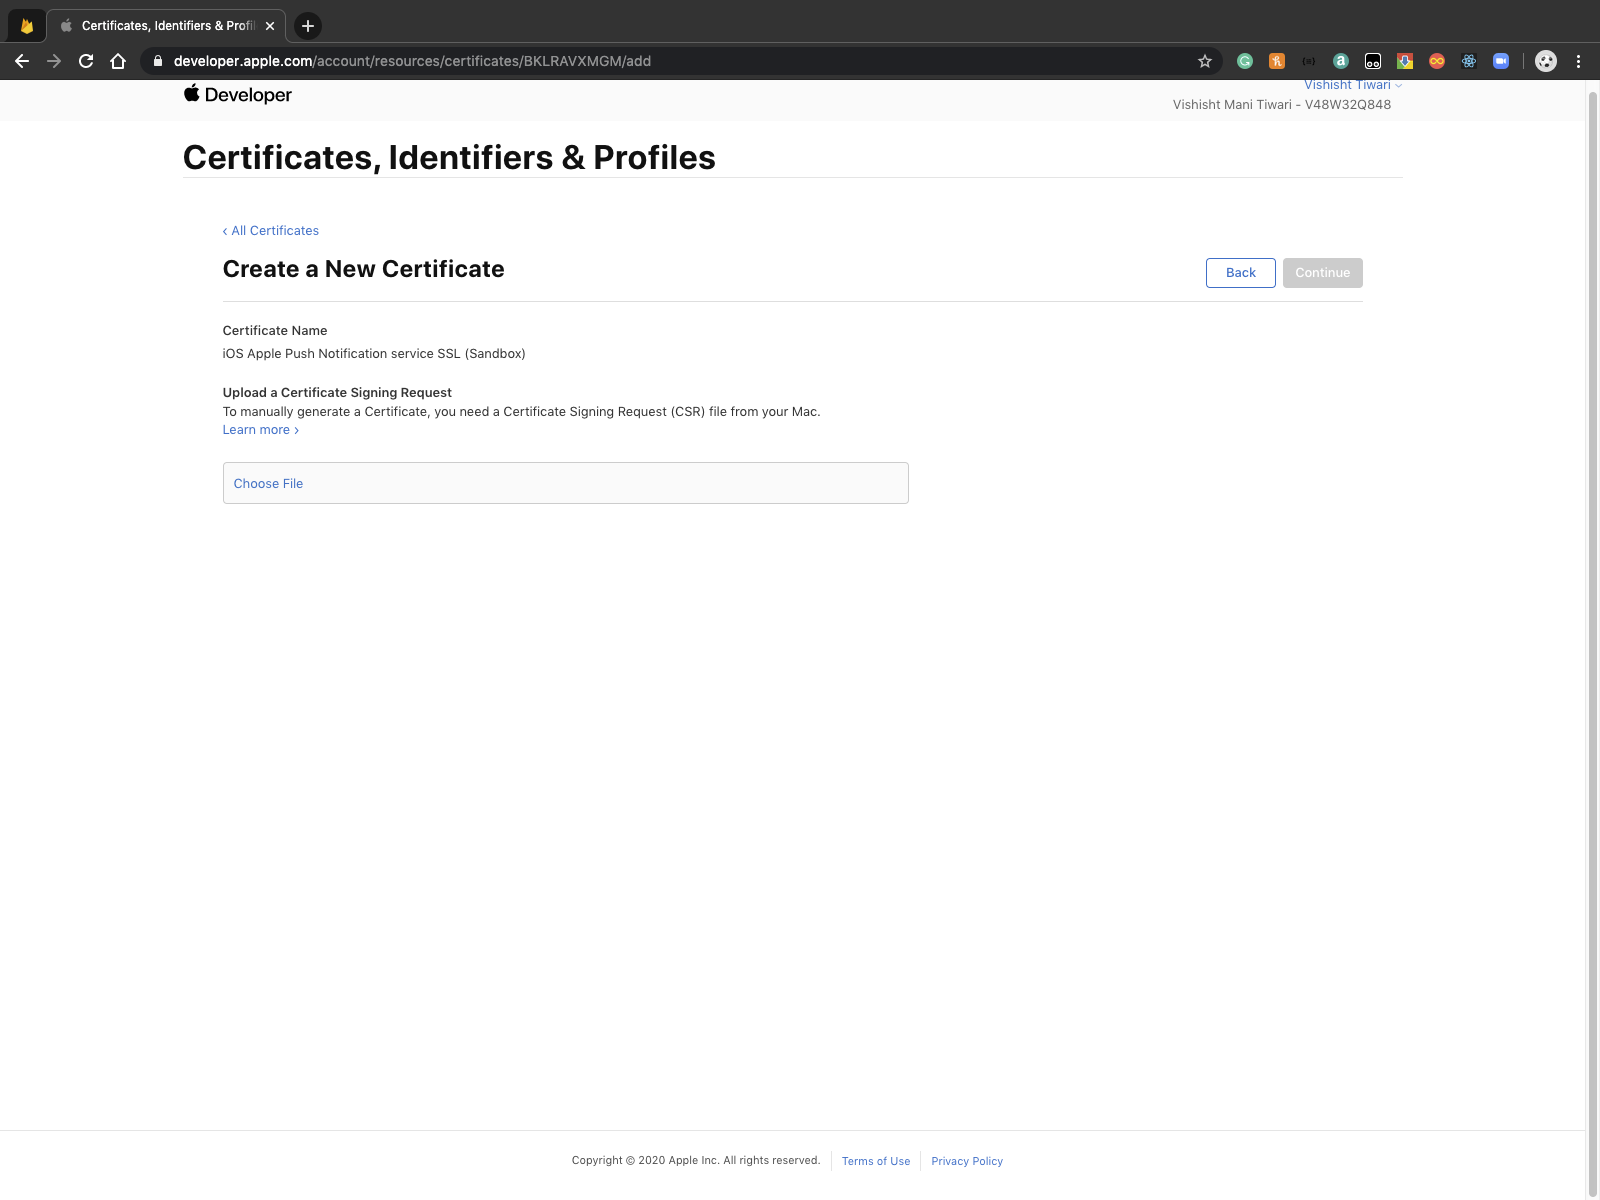 Certificates, Identifiers & Profil
developer.apple.com/account/resources/certificates/BKLRAVXMGM/add
Developer
Vishisht Tiwari
Vishisht Mani Tiwari - V48W32Q848
Certificates, Identifiers & Profiles
‹ All Certificates
Create a New Certificate
Back
Continue
Certificate Name
iOS Apple Push Notification service SSL (Sandbox)
Upload a Certificate Signing Request
To manually generate a Certificate, you need a Certificate Signing Request (CSR) file from your Mac.
Learn more ›
Choose File
Copyright © 2020 Apple Inc. All rights reserved.
Terms of Use
Privacy Policy